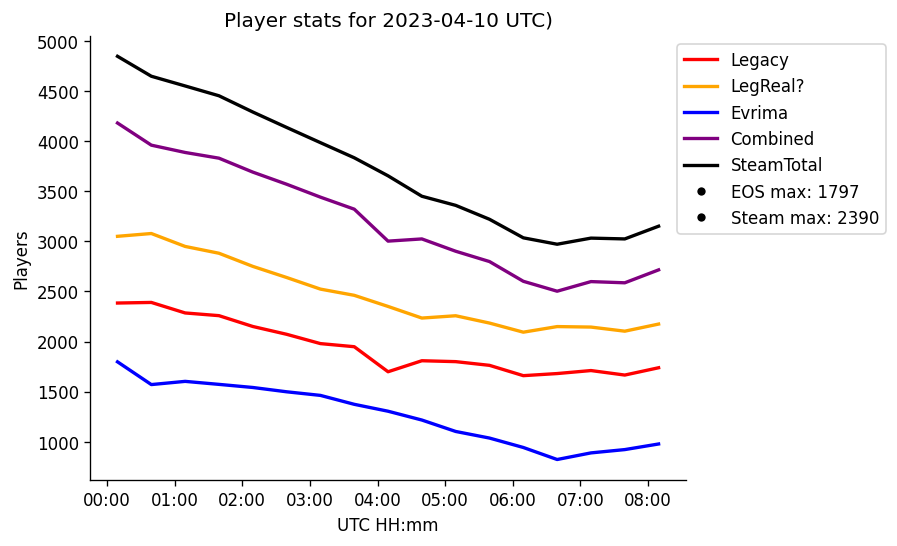 Player stats for 2023-04-10 UTC)
5000
4500
4000
3500
3000
2500
2000
1500
1000
Players
00:00 01:00 02:00 03:00 04:00 05:00 06:00 07:00 08:00
UTC HH:mm
Legacy
LegReal?
Evrima
Combined
SteamTotal
EOS max: 1797
Steam max: 2390